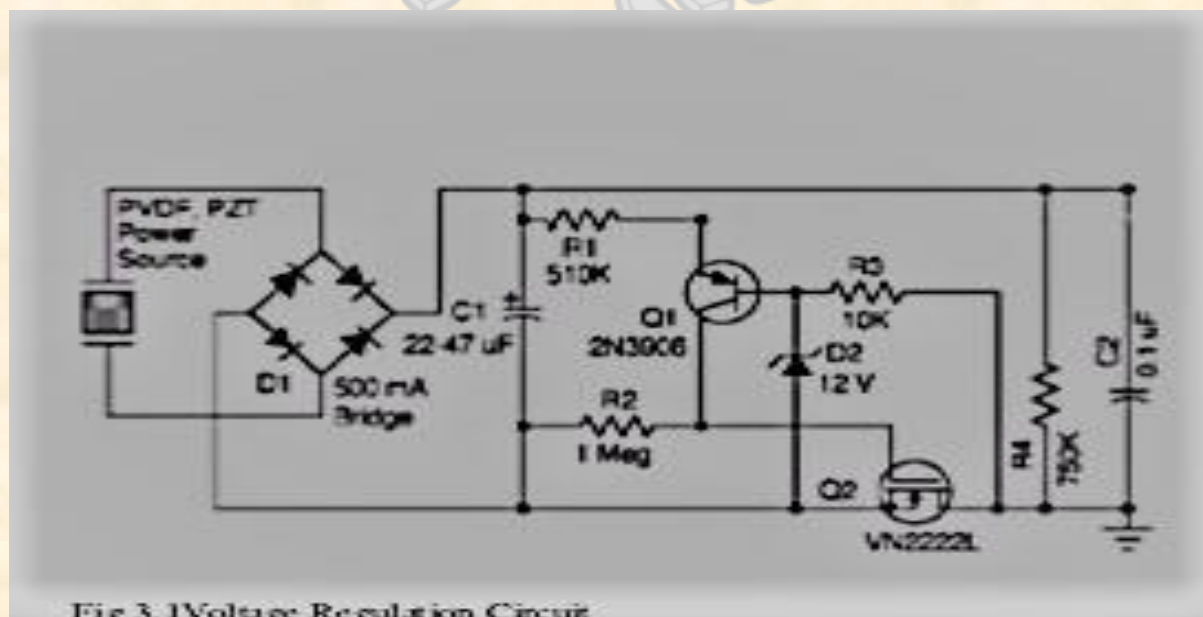 PVDF, PZT
Power
Source
D1
500 mA
Bridge
C1
+
22-47 uF
R1
510K
Q1
2N3906
R2
1 Meg
R3
10K
D2
12 V
Q2
VN2222L
R4
750K
C2
0.1 uF
Fig 3.1Voltage Regulation Circuit